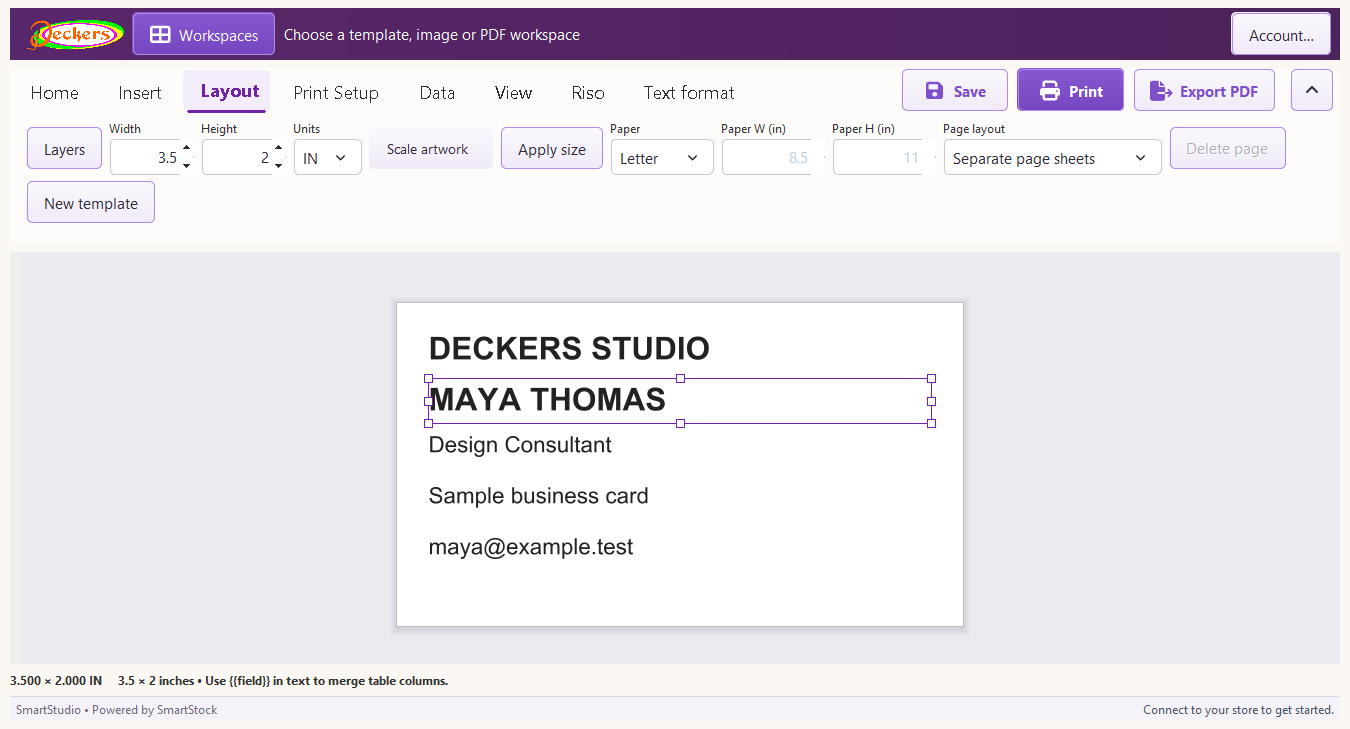 Deckers
Workspaces
Choose a template, image or PDF workspace
Account...
Home
Insert
Layout
Print Setup
Data
View
Riso
Text format
Save
Print
Export PDF
Layers
Width
3.5
Height
2
Units
IN
Scale artwork
Apply size
Paper
Letter
Paper W (in)
8.5
Paper H (in)
11
Page layout
Separate page sheets
Delete page
New template
DECKERS STUDIO
MAYA THOMAS
Design Consultant
Sample business card
maya@example.test
3.500 × 2.000 IN
3.5 × 2 inches • Use {{field}} in text to merge table columns.
SmartStudio • Powered by SmartStock
Connect to your store to get started.